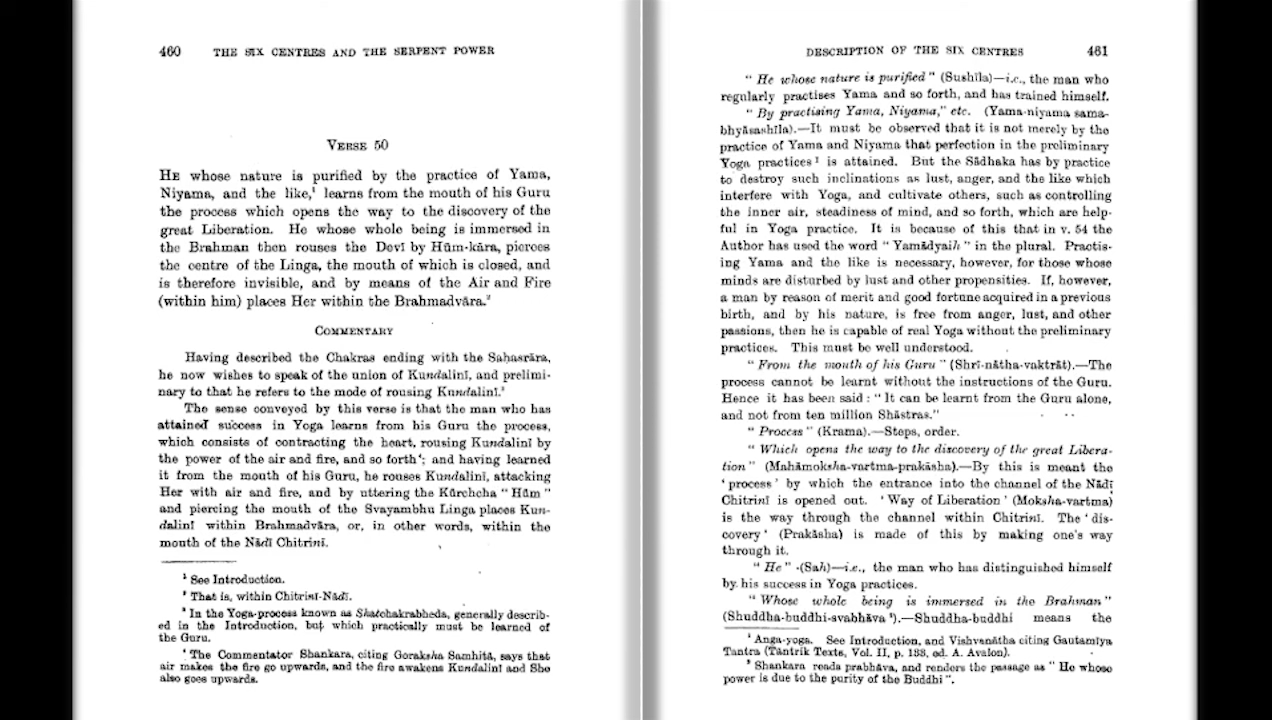 460 THE SIX CENTRES AND THE SERPENT POWER
VERSE 50
HE whose nature is purified by the practice of Yama,
Niyama, and the like,¹ learns from the mouth of his Guru
the process which opens the way to the discovery of the
great Liberation. He whose whole being is immersed in
the Brahman then rouses the Devī by Hūm-kāra, pierces
the centre of the Linga, the mouth of which is closed, and
is therefore invisible, and by means of the Air and Fire
(within him) places Her within the Brahmadvāra.²
COMMENTARY
Having described the Chakras ending with the Sahasrāra,
he now wishes to speak of the union of Kundalinī, and prelimi-
nary to that he refers to the mode of rousing Kundalinī.³
The sense conveyed by this verse is that the man who has
attained success in Yoga learns from his Guru the process,
which consists of contracting the heart, rousing Kundalinī by
the power of the air and fire, and so forth⁴; and having learned
it from the mouth of his Guru, he rouses Kundalinī, attacking
Her with air and fire, and by uttering the Kūrchcha "Hūm"
and piercing the mouth of the Svayambhu Linga places Kun-
dalinī within Brahmadvāra, or, in other words, within the
mouth of the Nādī Chitrinī.
¹ See Introduction.
² That is, within Chitrinī-Nādī.
³ In the Yoga-process known as Shatchakrabheda, generally describ-
ed in the Introduction, but which practically must be learned of
the Guru.
⁴ The Commentator Shankara, citing Goraksha Samhitā, says that
air makes the fire go upwards, and the fire awakens Kundalinī and She
also goes upwards.
DESCRIPTION OF THE SIX CENTRES 461
"He whose nature is purified" (Sushīla)—i.e., the man who
regularly practises Yama and so forth, and has trained himself.
"By practising Yama, Niyama," etc. (Yama-niyama sama-
bhyāsashīla).—It must be observed that it is not merely by the
practice of Yama and Niyama that perfection in the preliminary
Yoga practices¹ is attained. But the Sādhaka has by practice
to destroy such inclinations as lust, anger, and the like which
interfere with Yoga, and cultivate others, such as controlling
the inner air, steadiness of mind, and so forth, which are help-
ful in Yoga practice. It is because of this that in v. 54 the
Author has used the word "Yamādyaih" in the plural. Practis-
ing Yama and the like is necessary, however, for those whose
minds are disturbed by lust and other propensities. If, however,
a man by reason of merit and good fortune acquired in a previous
birth, and by his nature, is free from anger, lust, and other
passions, then he is capable of real Yoga without the preliminary
practices. This must be well understood.
"From the mouth of his Guru" (Shrī-nātha-vaktrāt).—The
process cannot be learnt without the instructions of the Guru.
Hence it has been said: "It can be learnt from the Guru alone,
and not from ten million Shāstras."
"Process" (Krama).—Steps, order.
"Which opens the way to the discovery of the great Libera-
tion" (Mahāmoksha-vartma-prakāsha).—By this is meant the
'process' by which the entrance into the channel of the Nādī
Chitrinī is opened out. 'Way of Liberation' (Moksha-vartma)
is the way through the channel within Chitrinī. The 'dis-
covery' (Prakāsha) is made of this by making one's way
through it.
"He" (Sah)—i.e., the man who has distinguished himself
by his success in Yoga practices.
"Whose whole being is immersed in the Brahman"
(Shuddha-buddhi-svabhāva²).—Shuddha-buddhi means the
¹ Anga-yoga. See Introduction, and Vishvanātha citing Gautamīya
Tantra (Tāntrik Texts, Vol. II, p. 133, ed. A. Avalon).
² Shankara reads prabhāva, and renders the passage as "He whose
power is due to the purity of the Buddhi".